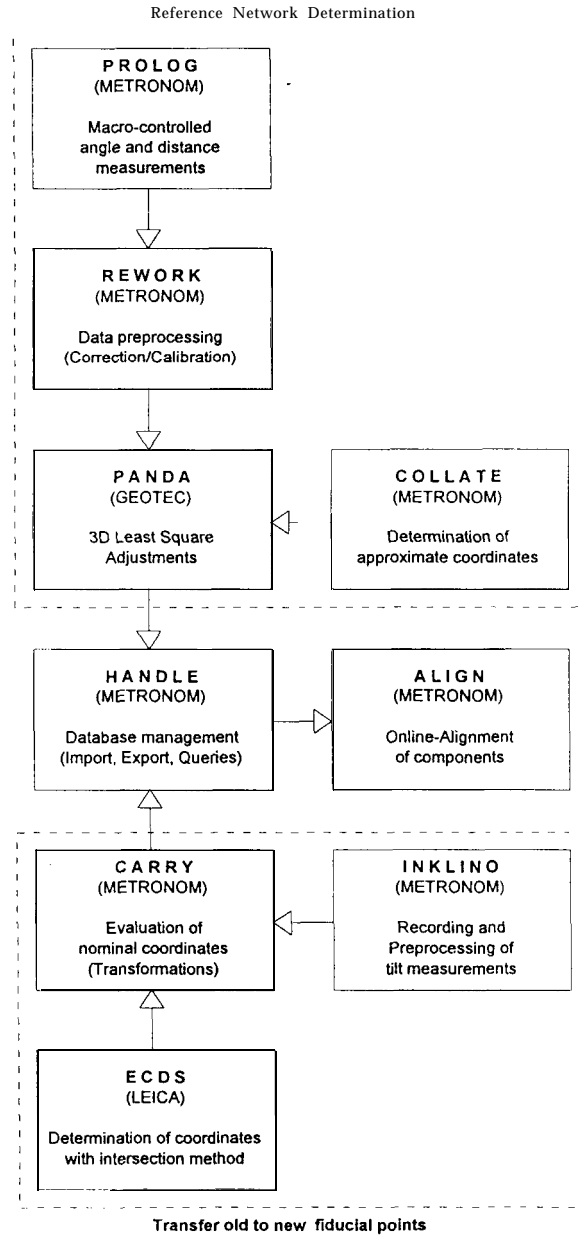 Reference Network Determination
PROLOG
(METRONOM)
Macro-controlled
angle and distance
measurements
REWORK
(METRONOM)
Data preprocessing
(Correction/Calibration)
PANDA
(GEOTEC)
3D Least Square
Adjustments
COLLATE
(METRONOM)
Determination of
approximate coordinates
HANDLE
(METRONOM)
Database management
(Import, Export, Queries)
ALIGN
(METRONOM)
Online-Alignment
of components
CARRY
(METRONOM)
Evaluation of
nominal coordinates
(Transformations)
INKLINO
(METRONOM)
Recording and
Preprocessing of
tilt measurements
ECDS
(LEICA)
Determination of coordinates
with intersection method
Transfer old to new fiducial points